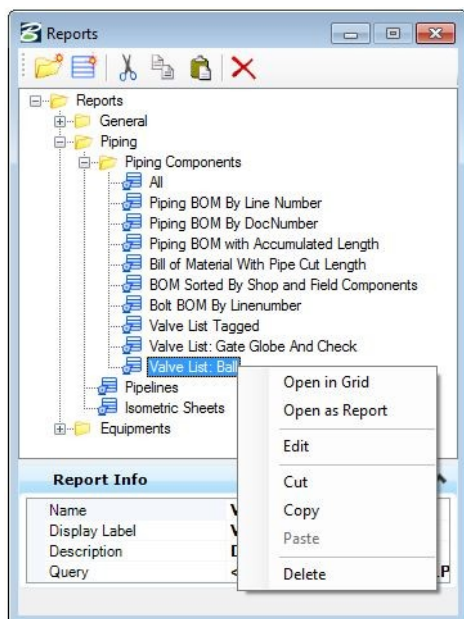 Reports
Reports
General
Piping
Piping Components
All
Piping BOM By Line Number
Piping BOM By DocNumber
Piping BOM with Accumulated Length
Bill of Material With Pipe Cut Length
BOM Sorted By Shop and Field Components
Bolt BOM By Linenumber
Valve List Tagged
Valve List: Gate Globe And Check
Valve List: Ball
Pipelines
Isometric Sheets
Equipments
Open in Grid
Open as Report
Edit
Cut
Copy
Paste
Delete
Report Info
Name
Display Label
Description
Query